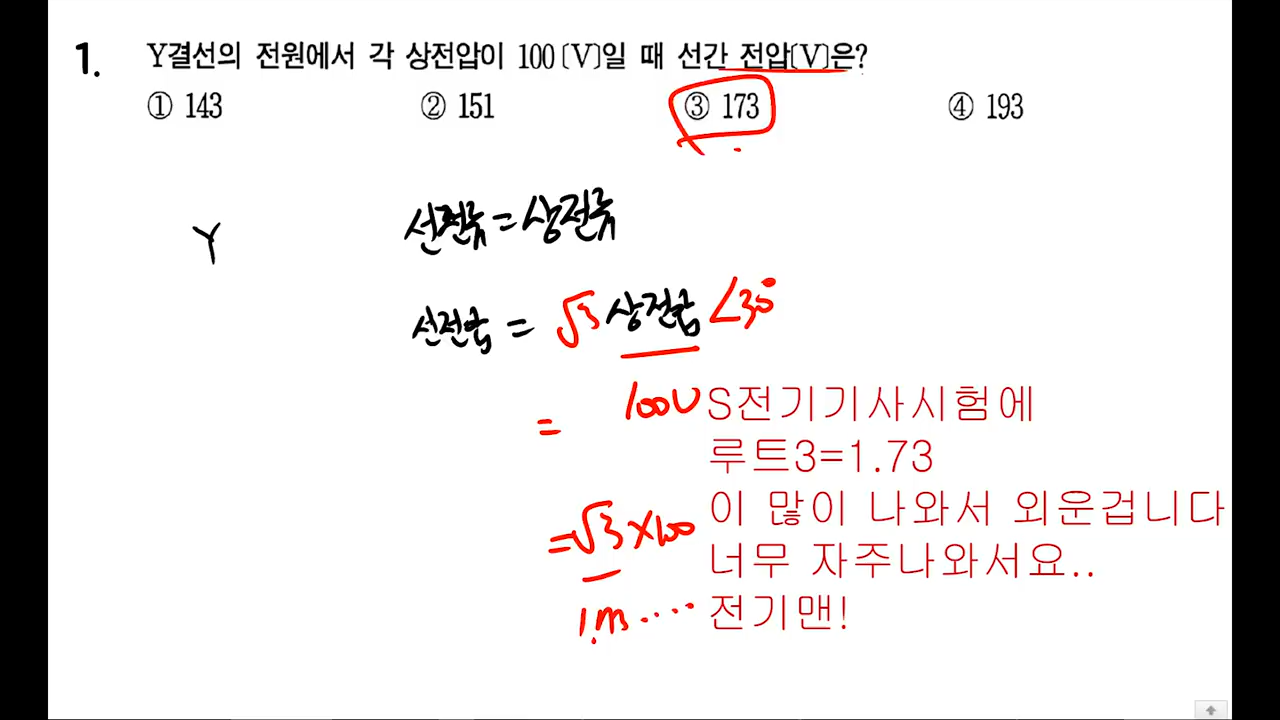 1. Y결선의 전원에서 각 상전압이 100 [V]일 때 선간 전압[V]은?
① 143 ② 151 ③ 173 ④ 193
Y
선전류 = 상전류
선전압 = √3 상전압 ∠30°
= 100V
= √3 × 100
1.73 ....
S전기기사시험에
루트3=1.73
이 많이 나와서 외운겁니다
너무 자주나와서요..
전기맨!